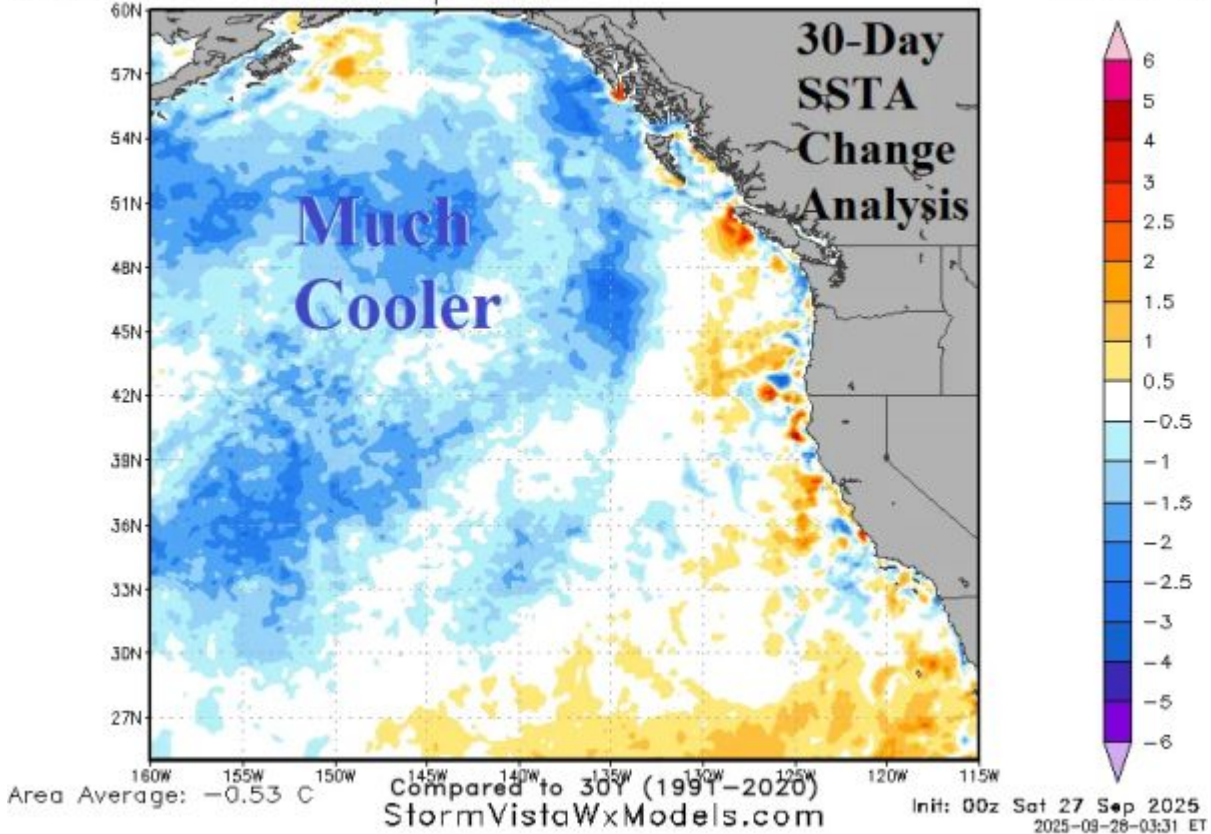 30-Day
SSTA
Change
Analysis
Much
Cooler
60N
57N
54N
51N
48N
45N
42N
39N
36N
33N
30N
27N
160W 155W 150W 145W 140W 135W 130W 125W 120W 115W
6
5
4
3
2.5
2
1.5
1
0.5
-0.5
-1
-1.5
-2
-2.5
-3
-4
-5
-6
Area Average: -0.53 C
Compared to 30Y (1991-2020)
StormVistaWxModels.com
Init: 00z Sat 27 Sep 2025
2025-09-28-03:31 ET